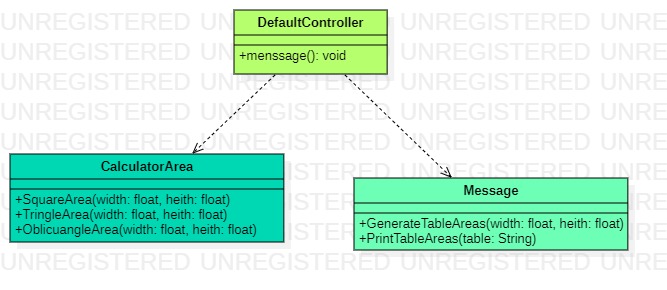 UNREGISTERED UNREGISTERED UNREGISTERED UNREGISTERED UNREGISTERED
DefaultController
+menssage(): void
CalculatorArea
+SquareArea(width: float, heith: float)
+TringleArea(width: float, heith: float)
+OblicuangleArea(width: float, heith: float)
Message
+GenerateTableAreas(width: float, heith: float)
+PrintTableAreas(table: String)